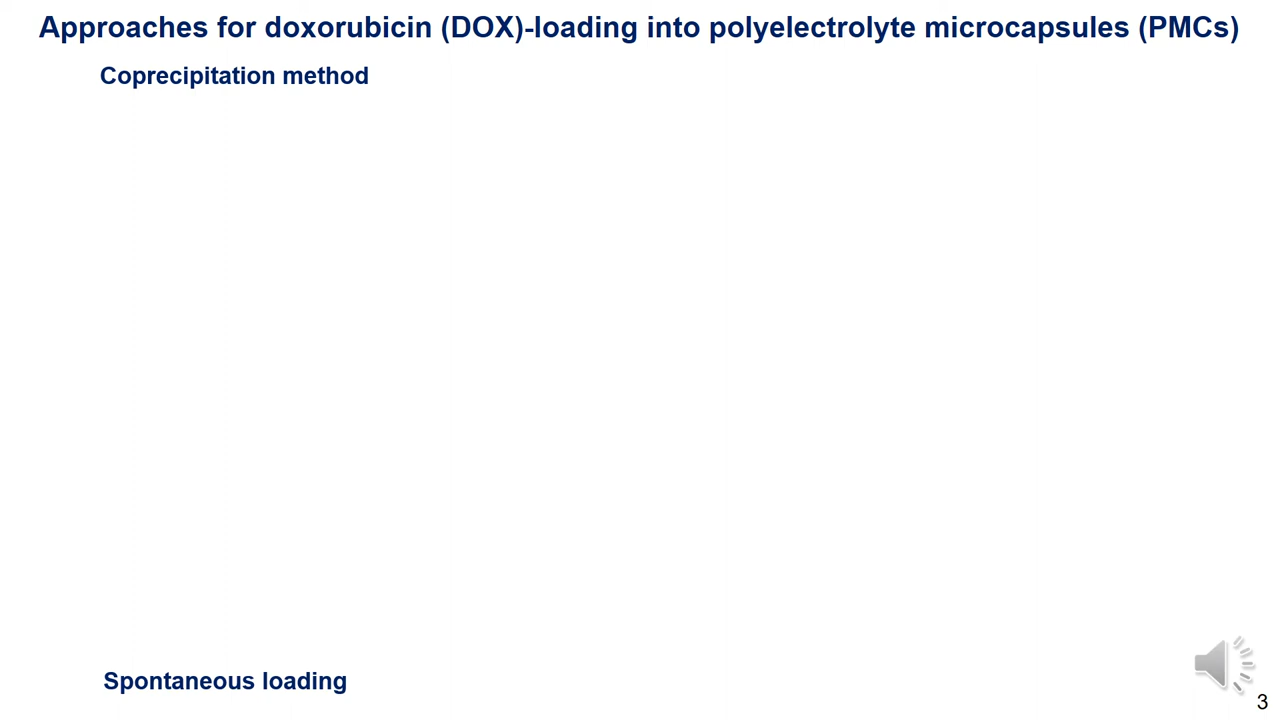 Approaches for doxorubicin (DOX)-loading into polyelectrolyte microcapsules (PMCs)
Coprecipitation method
Spontaneous loading
3